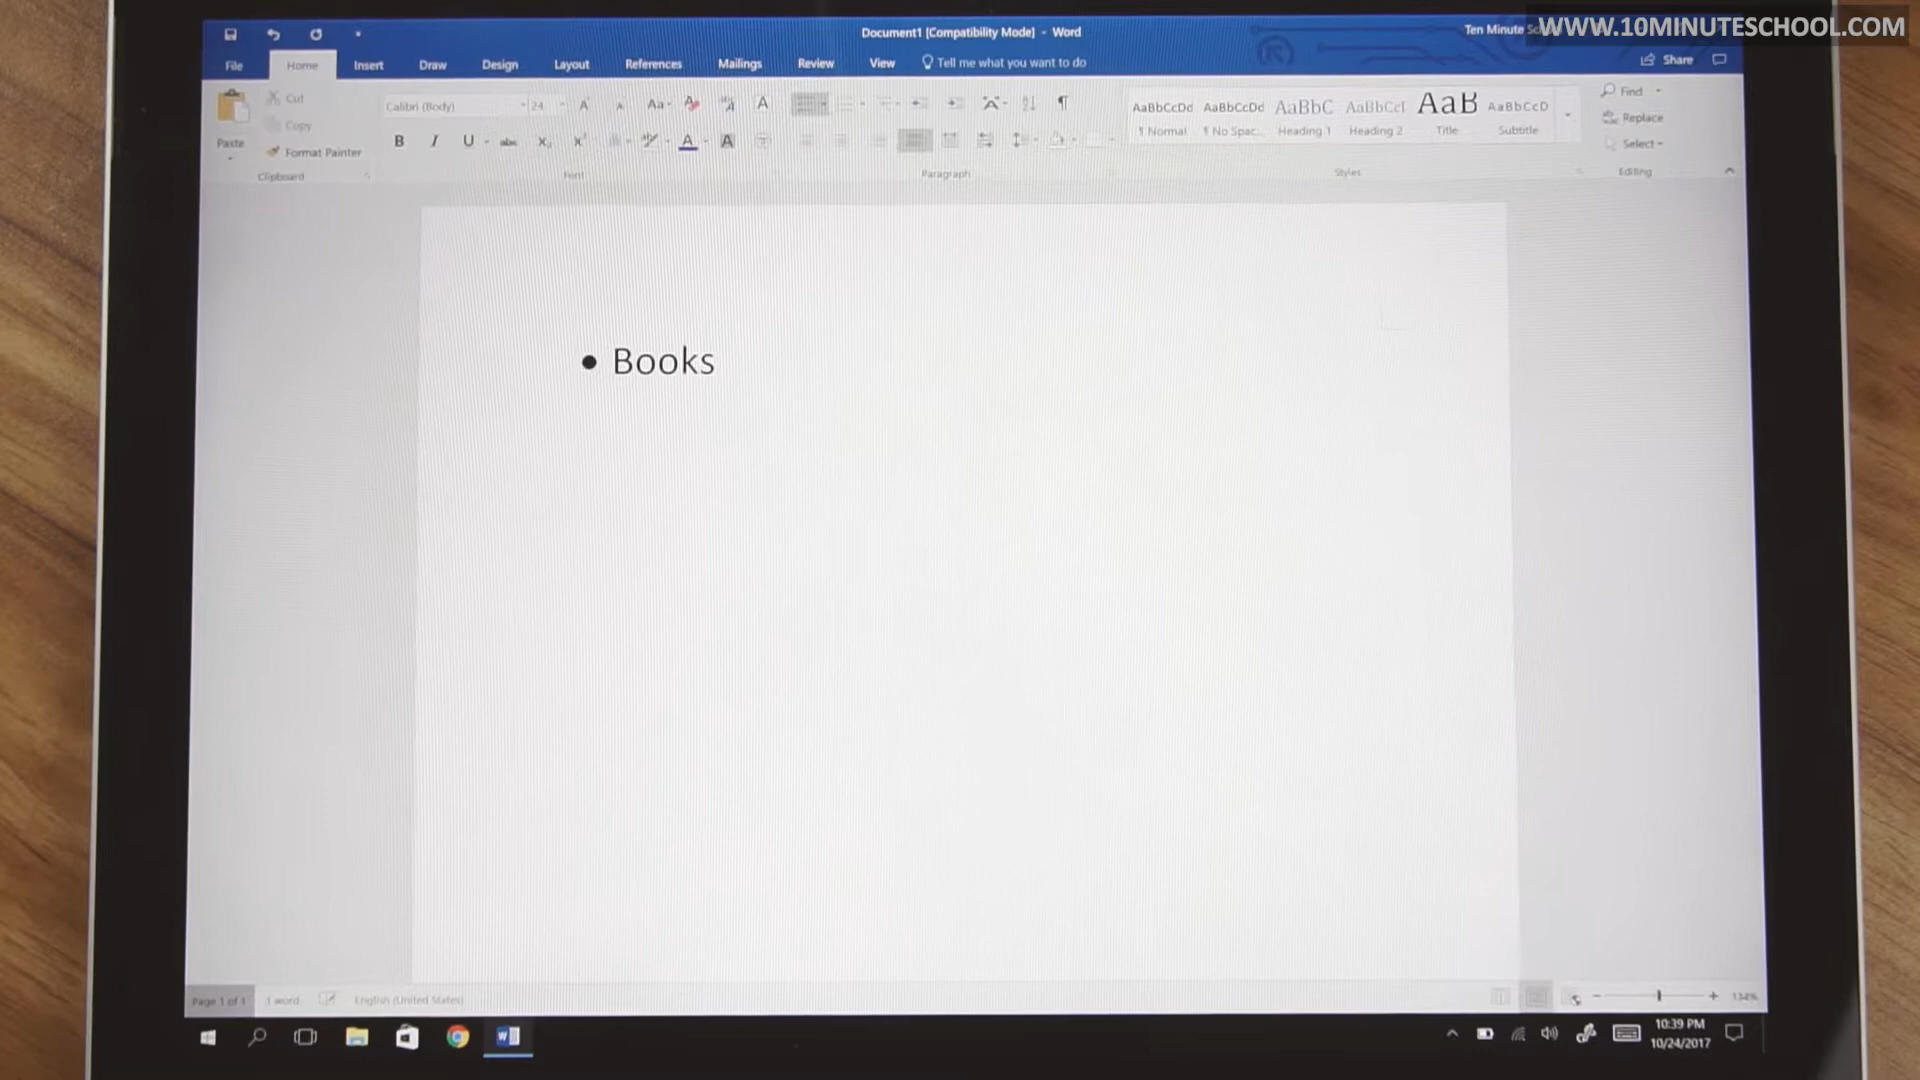 WWW.10MINUTESCHOOL.COM
Document1 [Compatibility Mode] - Word
Ten Minute
File Home Insert Draw Design Layout References Mailings Review View Tell me what you want to do Share
Paste
Cut
Copy
Format Painter
Clipboard
Calibri (Body) 24
Font
Paragraph
AaBbCcDd AaBbCcDd AaBbC AaBbCcI AaB AaBbCcD
¶ Normal ¶ No Spac... Heading 1 Heading 2 Title Subtitle
Styles
Find
Replace
Select
Editing
• Books
Page 1 of 1 1 word English (United States) 134%
10:39 PM
10/24/2017